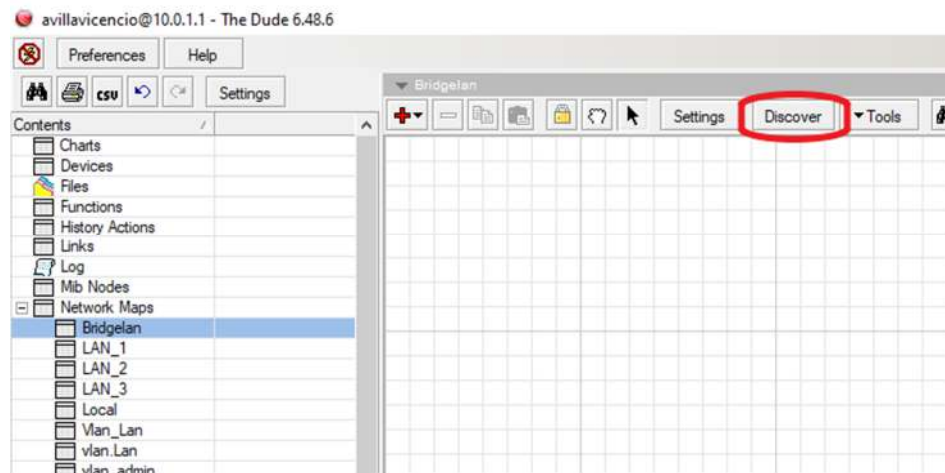 avillavicencio@10.0.1.1 - The Dude 6.48.6
Preferences Help
csv Settings
Bridgelan
Settings Discover Tools
Contents
Charts
Devices
Files
Functions
History Actions
Links
Log
Mib Nodes
Network Maps
Bridgelan
LAN_1
LAN_2
LAN_3
Local
Vlan_Lan
vlan.Lan
vlan_admin